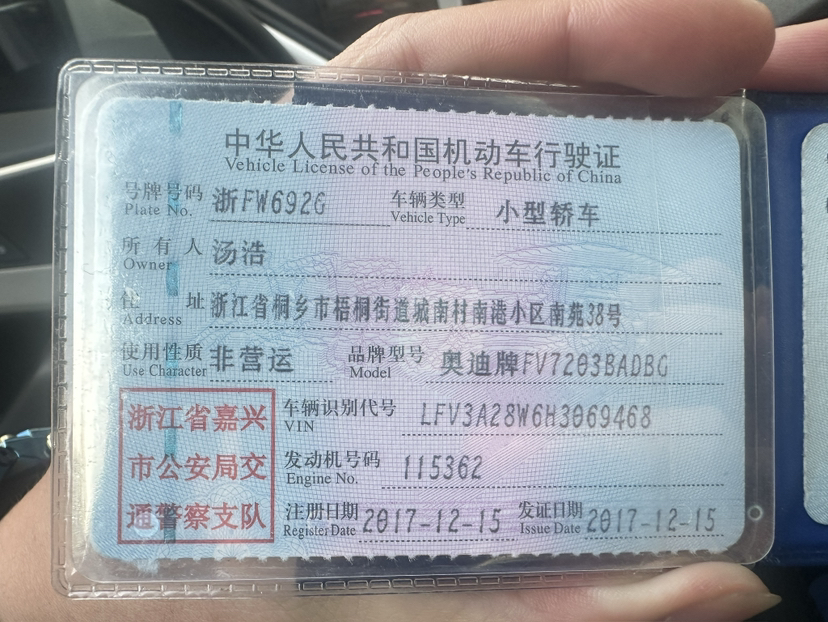 中华人民共和国机动车行驶证
Vehicle License of the People's Republic of China
号牌号码 浙FW692G 车辆类型 小型轿车
Plate No. Vehicle Type
所有人 汤浩
Owner
住址 浙江省桐乡市梧桐街道城南村南港小区南苑38号
Address
使用性质 非营运 品牌型号 奥迪牌FV7203BADBG
Use Character Model
浙江省嘉兴
市公安局交
通警察支队
车辆识别代号 LFV3A28W6H3069468
VIN
发动机号码 115362
Engine No.
注册日期 2017-12-15 发证日期 2017-12-15
Register Date Issue Date